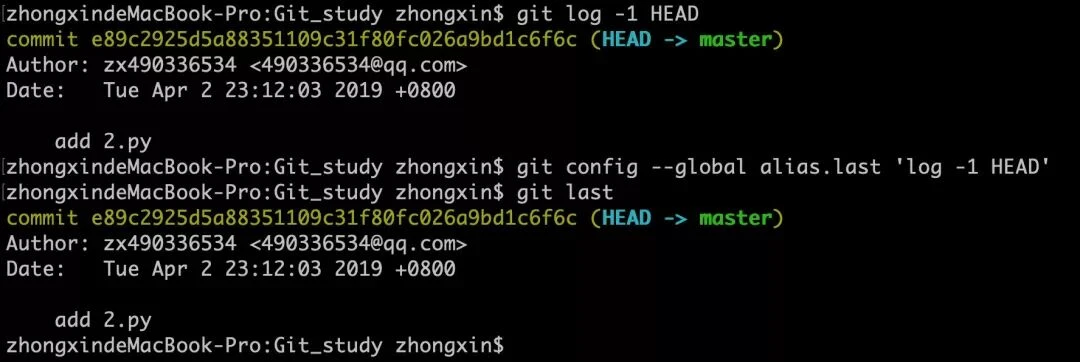 [zhongxindeMacBook-Pro:Git_study zhongxin$ git log -1 HEAD
commit e89c2925d5a88351109c31f80fc026a9bd1c6f6c (HEAD -> master)
Author: zx490336534 <490336534@qq.com>
Date:   Tue Apr 2 23:12:03 2019 +0800
    add 2.py
[zhongxindeMacBook-Pro:Git_study zhongxin$ git config --global alias.last 'log -1 HEAD'
[zhongxindeMacBook-Pro:Git_study zhongxin$ git last
commit e89c2925d5a88351109c31f80fc026a9bd1c6f6c (HEAD -> master)
Author: zx490336534 <490336534@qq.com>
Date:   Tue Apr 2 23:12:03 2019 +0800
    add 2.py
zhongxindeMacBook-Pro:Git_study zhongxin$